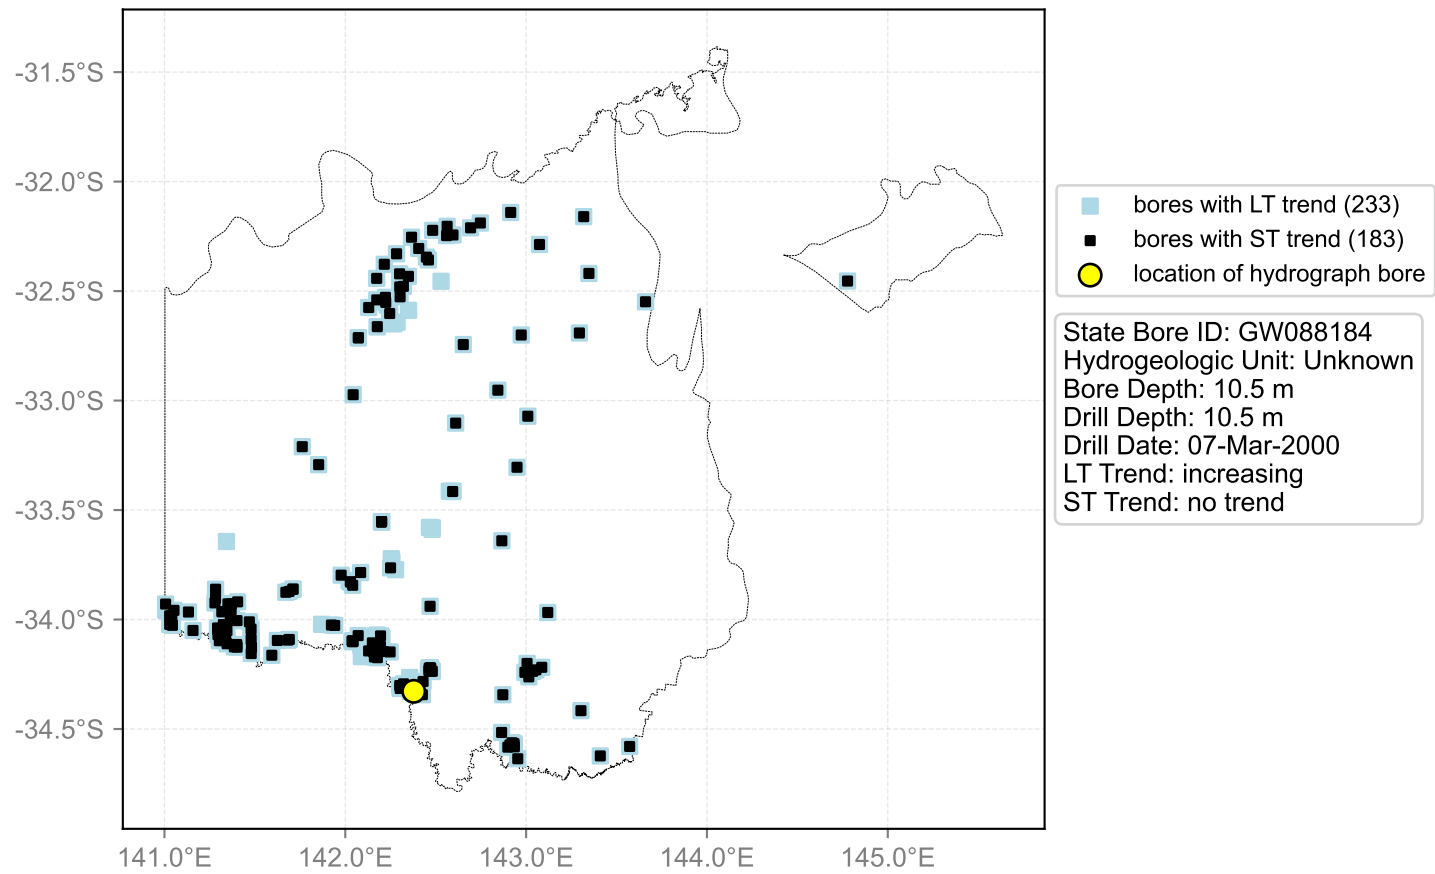 -31.5°S
-32.0°S
-32.5°S
-33.0°S
-33.5°S
-34.0°S
-34.5°S
141.0°E
142.0°E
143.0°E
144.0°E
145.0°E
bores with LT trend (233)
bores with ST trend (183)
location of hydrograph bore
State Bore ID: GW088184
Hydrogeologic Unit: Unknown
Bore Depth: 10.5 m
Drill Depth: 10.5 m
Drill Date: 07-Mar-2000
LT Trend: increasing
ST Trend: no trend